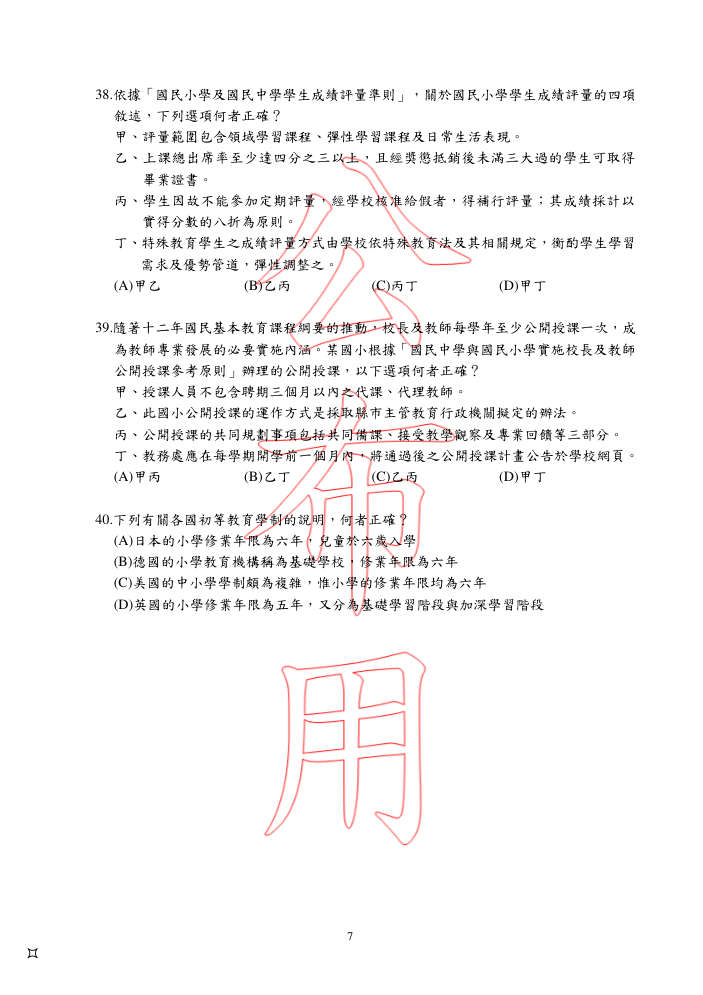 38.依據「國民小學及國民中學學生成績評量準則」，關於國民小學學生成績評量的四項
敘述，下列選項何者正確？
甲、評量範圍包含領域學習課程、彈性學習課程及日常生活表現。
乙、上課總出席率至少達四分之三以上，且經獎懲抵銷後未滿三大過的學生可取得
畢業證書。
丙、學生因故不能參加定期評量，經學校核准給假者，得補行評量；其成績採計以
實得分數的八折為原則。
丁、特殊教育學生之成績評量方式由學校依特殊教育法及其相關規定，衡酌學生學習
需求及優勢管道，彈性調整之。
(A)甲乙 (B)乙丙 (C)丙丁 (D)甲丁
39.隨著十二年國民基本教育課程綱要的推動，校長及教師每學年至少公開授課一次，成
為教師專業發展的必要實施內涵。某國小根據「國民中學與國民小學實施校長及教師
公開授課參考原則」辦理的公開授課，以下選項何者正確？
甲、授課人員不包含聘期三個月以內之代課、代理教師。
乙、此國小公開授課的運作方式是採取縣市主管教育行政機關擬定的辦法。
丙、公開授課的共同規劃事項包括共同備課、接受教學觀察及專業回饋等三部分。
丁、教務處應在每學期開學前一個月內，將通過後之公開授課計畫公告於學校網頁。
(A)甲丙 (B)乙丁 (C)乙丙 (D)甲丁
40.下列有關各國初等教育學制的說明，何者正確？
(A)日本的小學修業年限為六年，兒童於六歲入學
(B)德國的小學教育機構稱為基礎學校，修業年限為六年
(C)美國的中小學學制頗為複雜，惟小學的修業年限均為六年
(D)英國的小學修業年限為五年，又分為基礎學習階段與加深學習階段
公
布
用
7